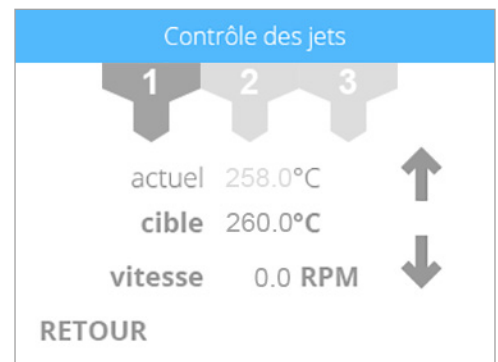 Contrôle des jets
1 2 3
actuel 258.0°C
cible 260.0°C
vitesse 0.0 RPM
RETOUR